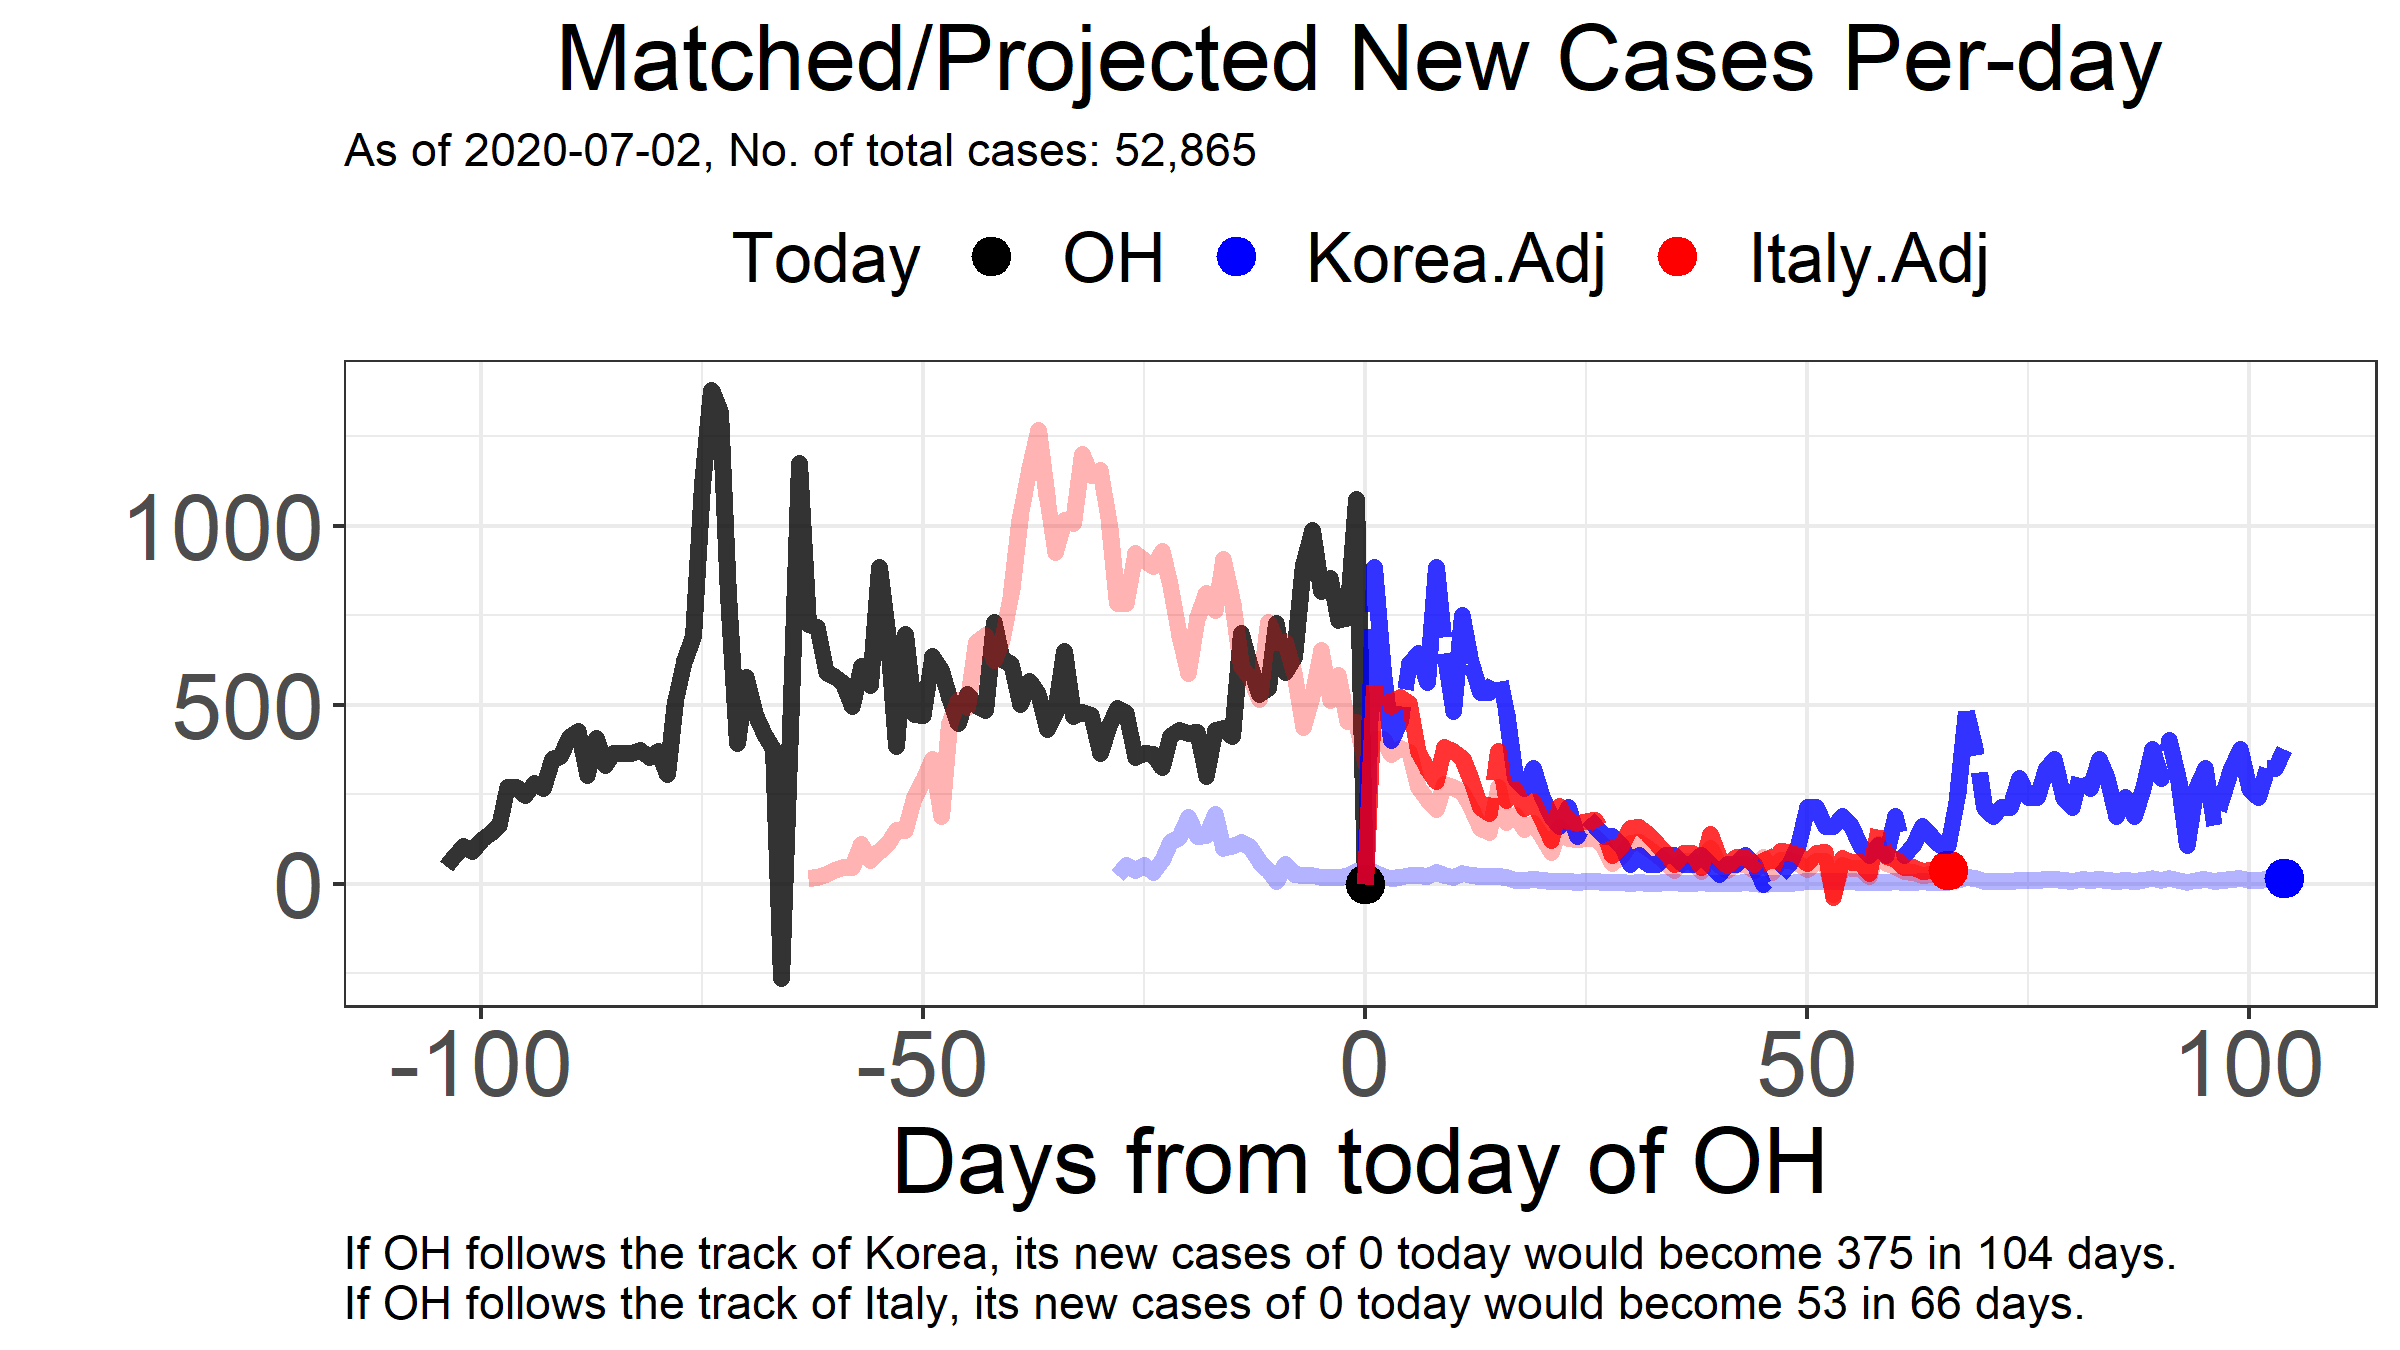 Matched/Projected New Cases Per-day
As of 2020-07-02, No. of total cases: 52,865
Today OH Korea.Adj Italy.Adj
1000
500
0
-100 -50 0 50 100
Days from today of OH
If OH follows the track of Korea, its new cases of 0 today would become 375 in 104 days.
If OH follows the track of Italy, its new cases of 0 today would become 53 in 66 days.